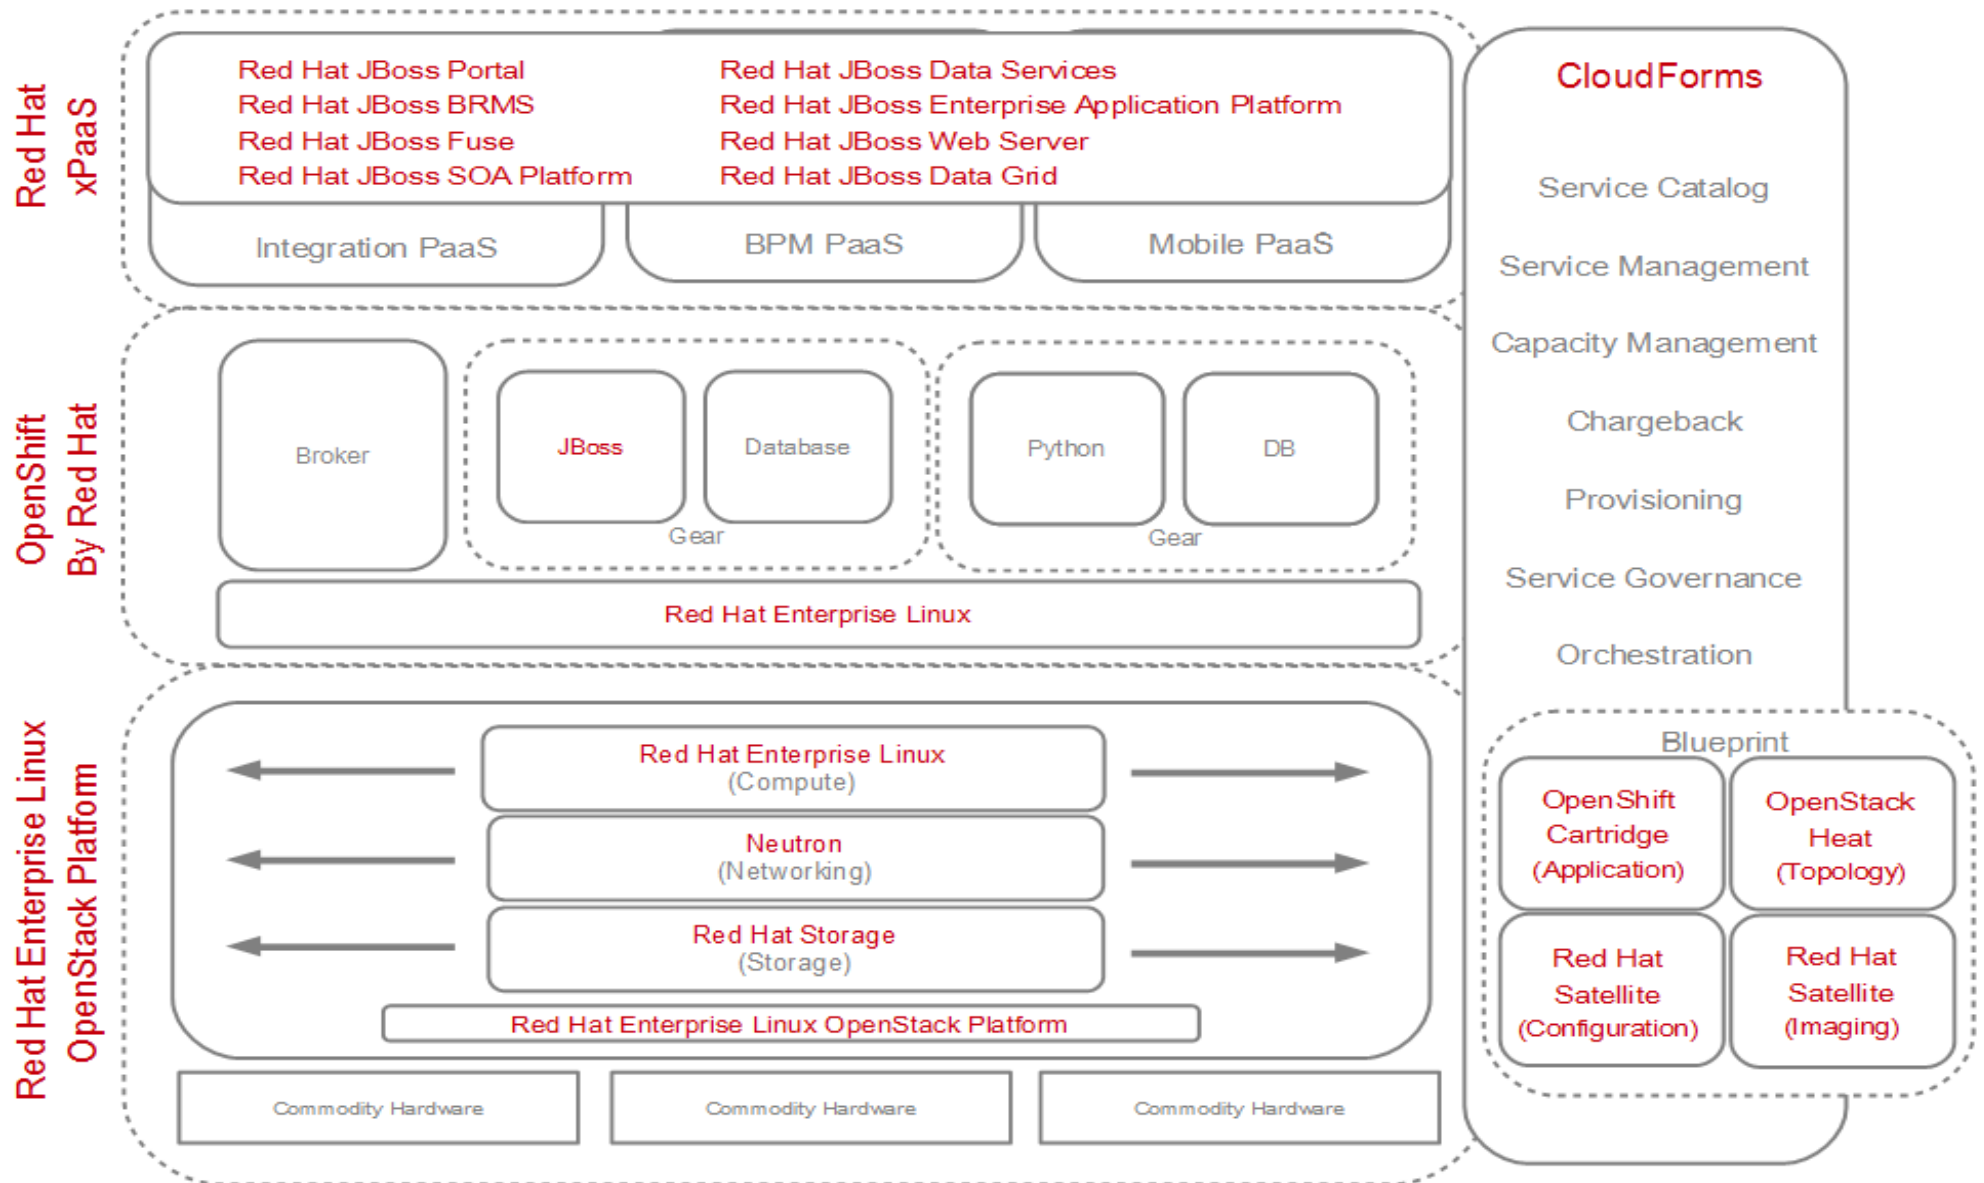 Red Hat
xPaaS
Red Hat JBoss Portal
Red Hat JBoss BRMS
Red Hat JBoss Fuse
Red Hat JBoss SOA Platform
Red Hat JBoss Data Services
Red Hat JBoss Enterprise Application Platform
Red Hat JBoss Web Server
Red Hat JBoss Data Grid
Integration PaaS
BPM PaaS
Mobile PaaS
OpenShift
By Red Hat
Broker
JBoss
Database
Gear
Python
DB
Gear
Red Hat Enterprise Linux
Red Hat Enterprise Linux
OpenStack Platform
Red Hat Enterprise Linux
(Compute)
Neutron
(Networking)
Red Hat Storage
(Storage)
Red Hat Enterprise Linux OpenStack Platform
Commodity Hardware
Commodity Hardware
Commodity Hardware
CloudForms
Service Catalog
Service Management
Capacity Management
Chargeback
Provisioning
Service Governance
Orchestration
Blueprint
OpenShift
Cartridge
(Application)
OpenStack
Heat
(Topology)
Red Hat
Satellite
(Configuration)
Red Hat
Satellite
(Imaging)